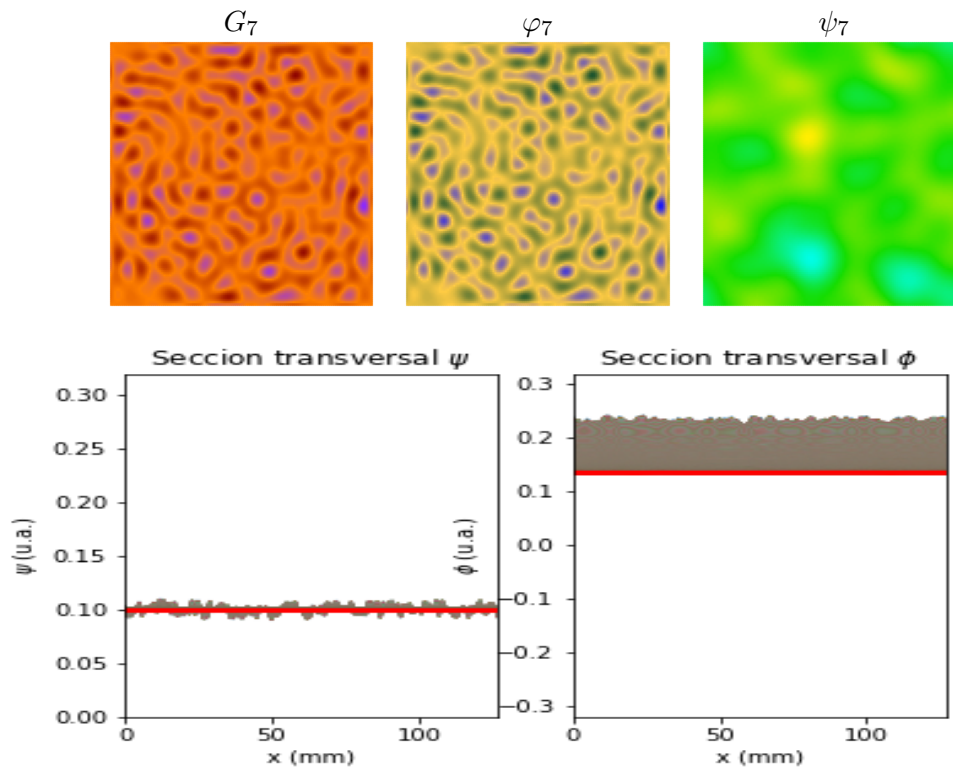 G₇ φ₇ ψ₇
Seccion transversal ψ
0.30
0.25
0.20
0.15
0.10
0.05
0.00
ψ (u.a.)
0 50 100
x (mm)
Seccion transversal ϕ
0.3
0.2
0.1
0.0
−0.1
−0.2
−0.3
ϕ (u.a.)
0 50 100
x (mm)